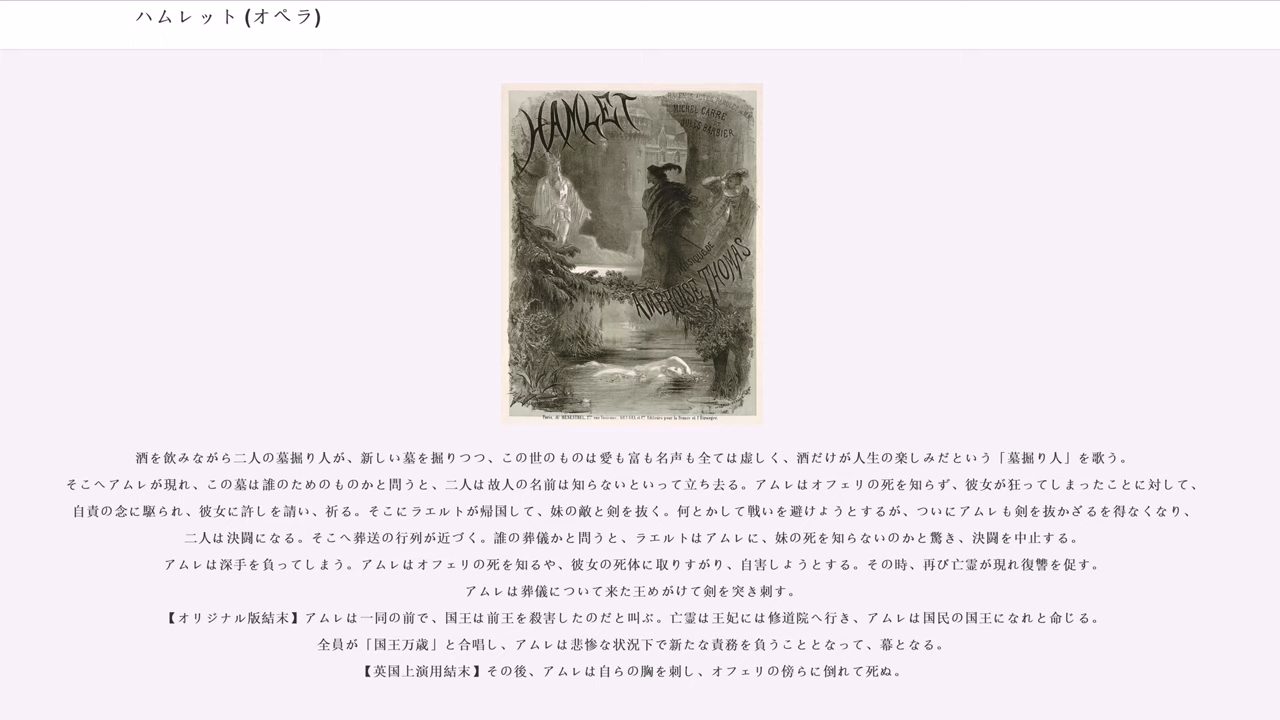 ハムレット (オペラ)
HAMLET
MICHEL CARRÉ
JULES BARBIER
MUSIQUE DE
AMBROISE THOMAS
酒を飲みながら二人の墓掘り人が、新しい墓を掘りつつ、この世のものは愛も富も名声も全ては虚しく、酒だけが人生の楽しみだという「墓掘り人」を歌う。
そこへアムレが現れ、この墓は誰のためのものかと問うと、二人は故人の名前は知らないといって立ち去る。アムレはオフェリの死を知らず、彼女が狂ってしまったことに対して、
自責の念に駆られ、彼女に許しを請い、祈る。そこにラエルトが帰国して、妹の敵と剣を抜く。何とかして戦いを避けようとするが、ついにアムレも剣を抜かざるを得なくなり、
二人は決闘になる。そこへ葬送の行列が近づく。誰の葬儀かと問うと、ラエルトはアムレに、妹の死を知らないのかと驚き、決闘を中止する。
アムレは深手を負ってしまう。アムレはオフェリの死を知るや、彼女の死体に取りすがり、自害しようとする。その時、再び亡霊が現れ復讐を促す。
アムレは葬儀について来た王めがけて剣を突き刺す。
【オリジナル版結末】アムレは一同の前で、国王は前王を殺害したのだと叫ぶ。亡霊は王妃には修道院へ行き、アムレは国民の国王になれと命じる。
全員が「国王万歳」と合唱し、アムレは悲惨な状況下で新たな責務を負うこととなって、幕となる。
【英国上演用結末】その後、アムレは自らの胸を刺し、オフェリの傍らに倒れて死ぬ。